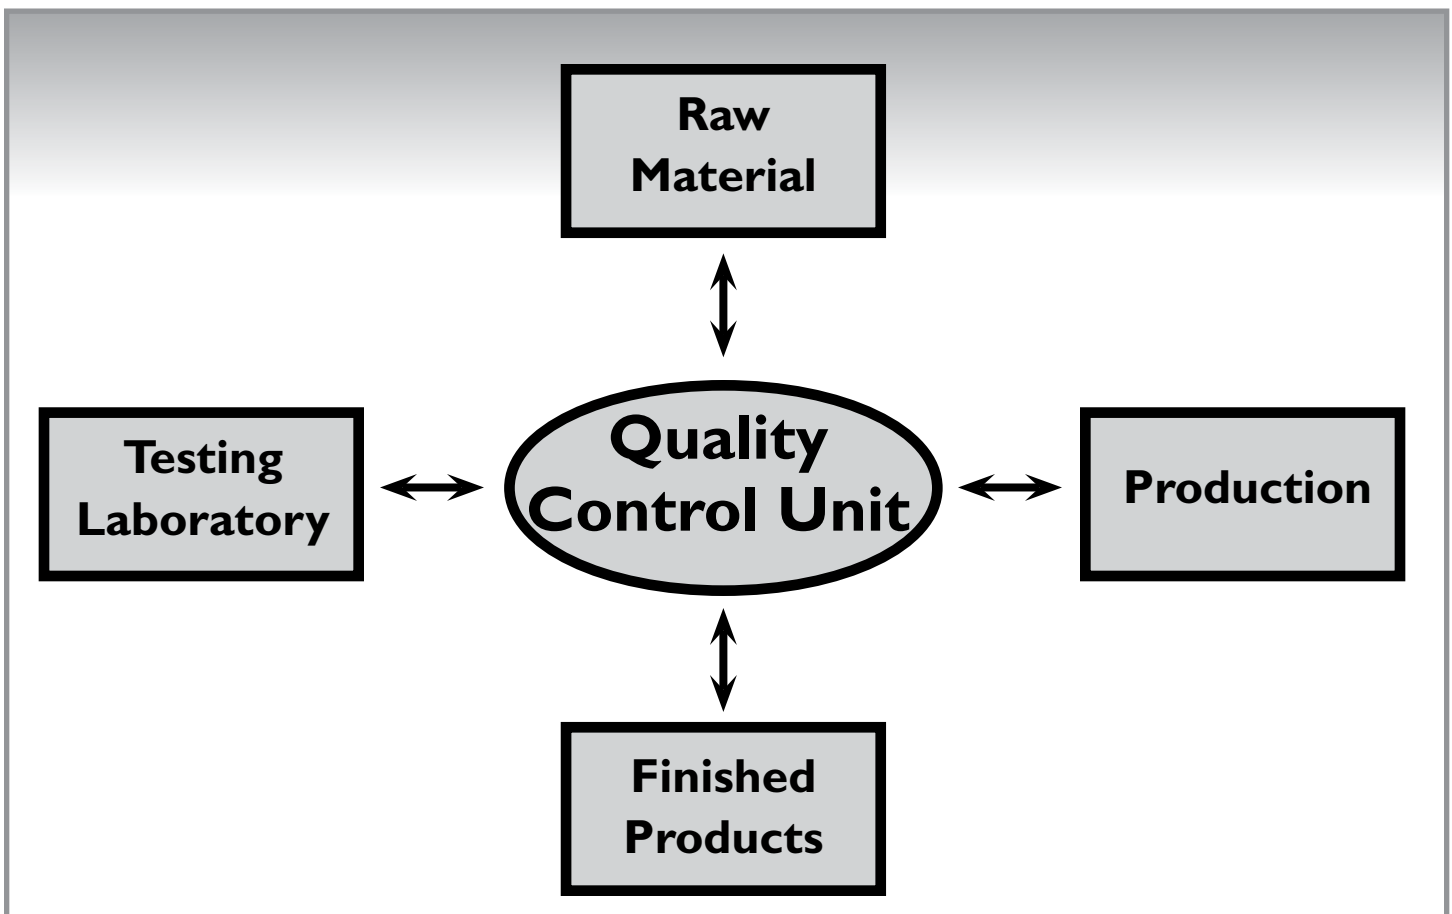 Raw
Material
Testing
Laboratory
Quality
Control Unit
Production
Finished
Products